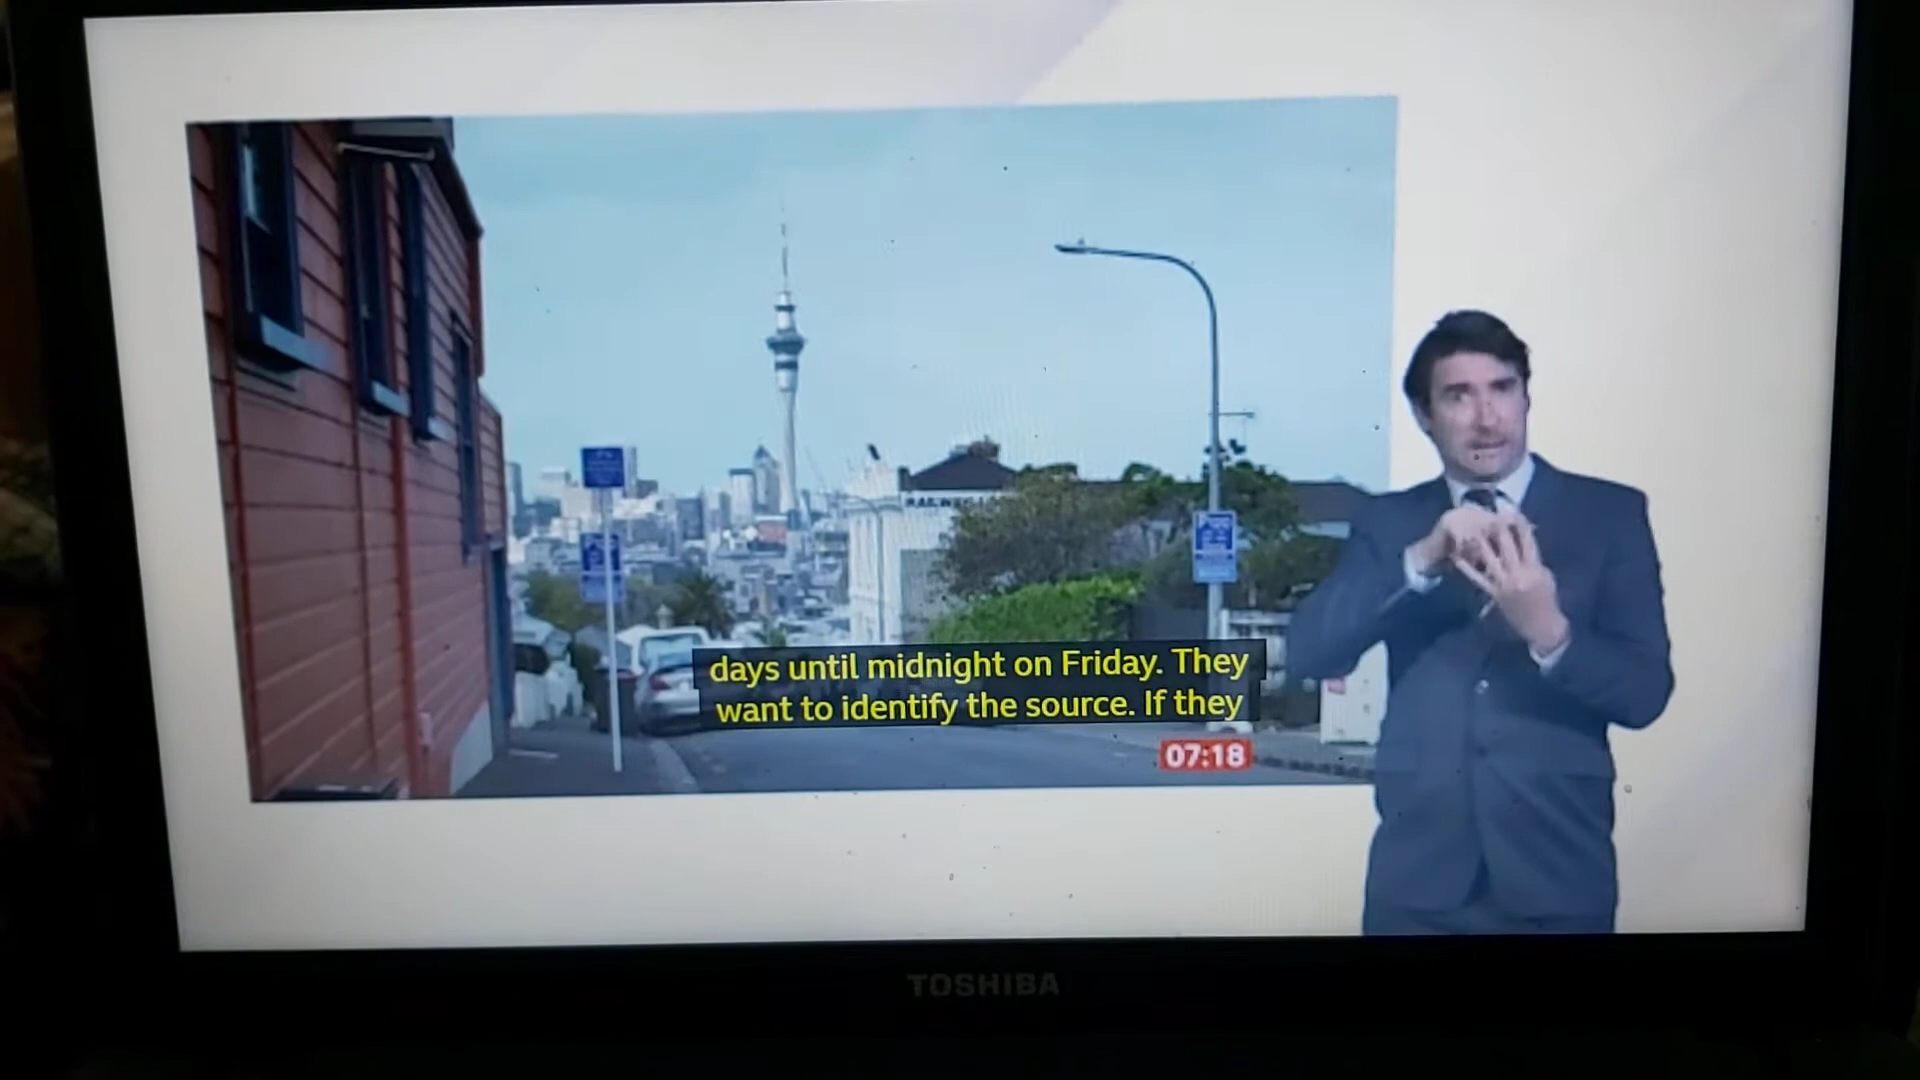 days until midnight on Friday. They
want to identify the source. If they
07:18
TOSHIBA